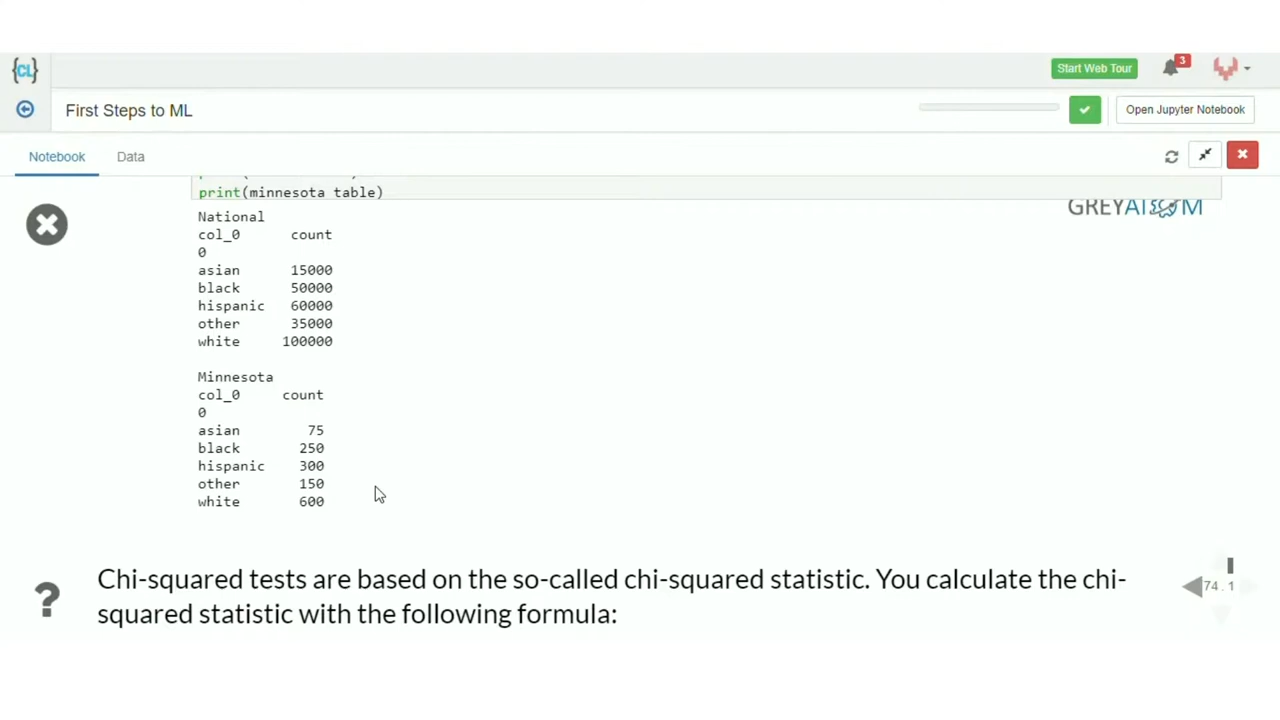 {CL}
Start Web Tour
3
First Steps to ML
Open Jupyter Notebook
Notebook
Data
print(minnesota table)
GREYATOM
National
col_0 count
0
asian 15000
black 50000
hispanic 60000
other 35000
white 100000
Minnesota
col_0 count
0
asian 75
black 250
hispanic 300
other 150
white 600
?
Chi-squared tests are based on the so-called chi-squared statistic. You calculate the chi-
squared statistic with the following formula:
74.1